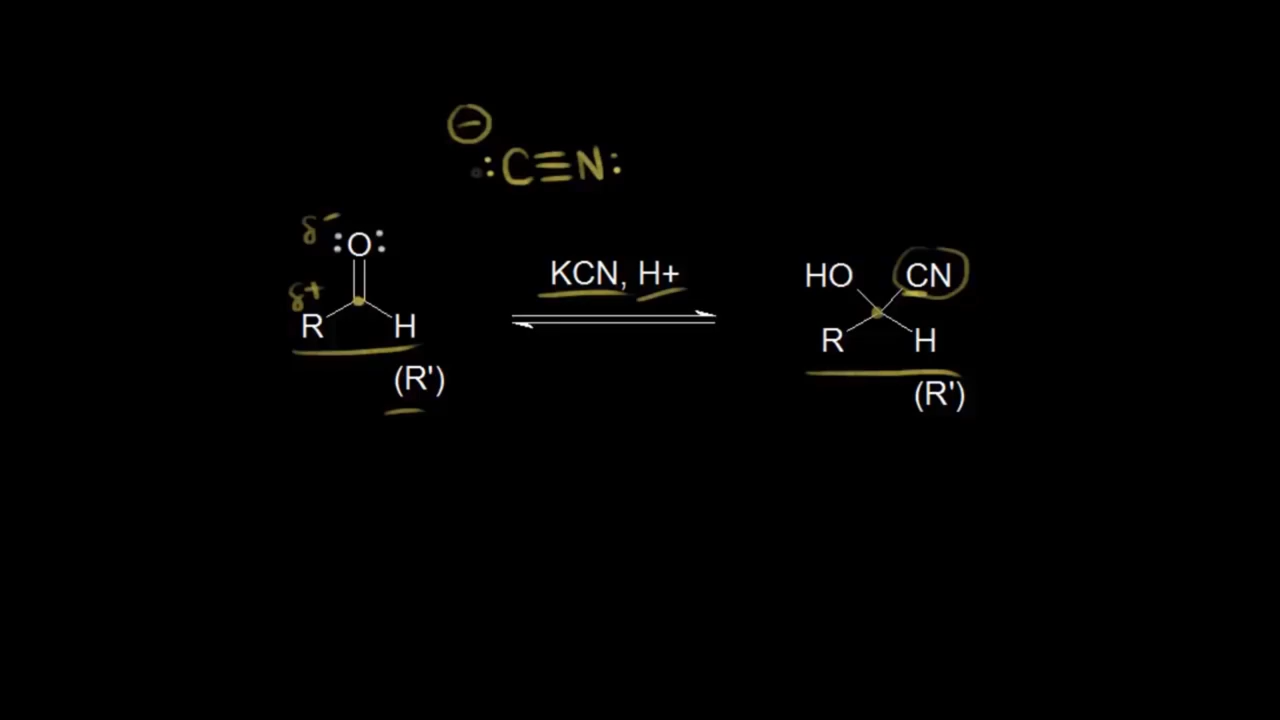 ⊖
:C≡N:
δ-
:O:
δ+
R H
(R')
KCN, H+
HO CN
R H
(R')